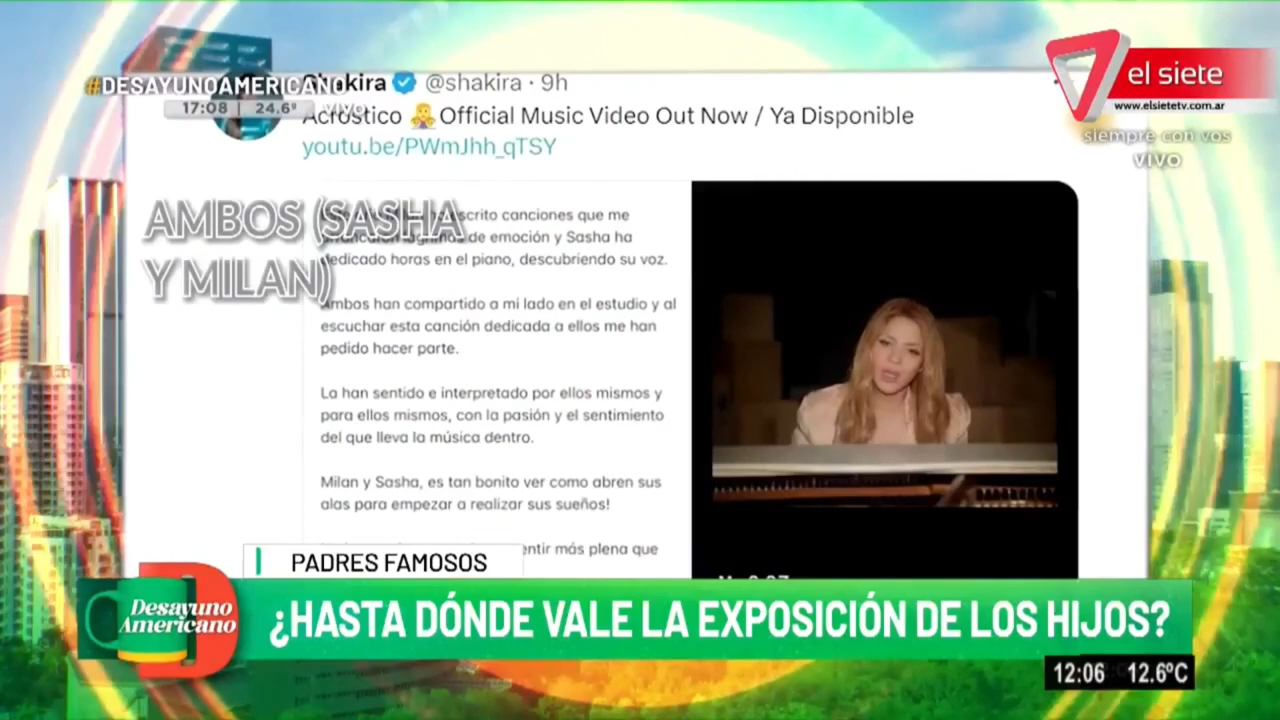 #DESAYUNOAMERICANO
17:08 24.6°
VIVO
Shakira @shakira · 9h
Acróstico Official Music Video Out Now / Ya Disponible
youtu.be/PWmJhh_qTSY
el siete
www.elsietetv.com.ar
siempre con vos
VIVO
AMBOS (SASHA
Y MILAN)
escrito canciones que me
lágrimas de emoción y Sasha ha
dedicado horas en el piano, descubriendo su voz.
Ambos han compartido a mi lado en el estudio y al
escuchar esta canción dedicada a ellos me han
pedido hacer parte.
La han sentido e interpretado por ellos mismos y
para ellos mismos, con la pasión y el sentimiento
del que lleva la música dentro.
Milan y Sasha, es tan bonito ver como abren sus
alas para empezar a realizar sus sueños!
más plena que
PADRES FAMOSOS
Desayuno
Americano
¿HASTA DÓNDE VALE LA EXPOSICIÓN DE LOS HIJOS?
12:06 12.6°C